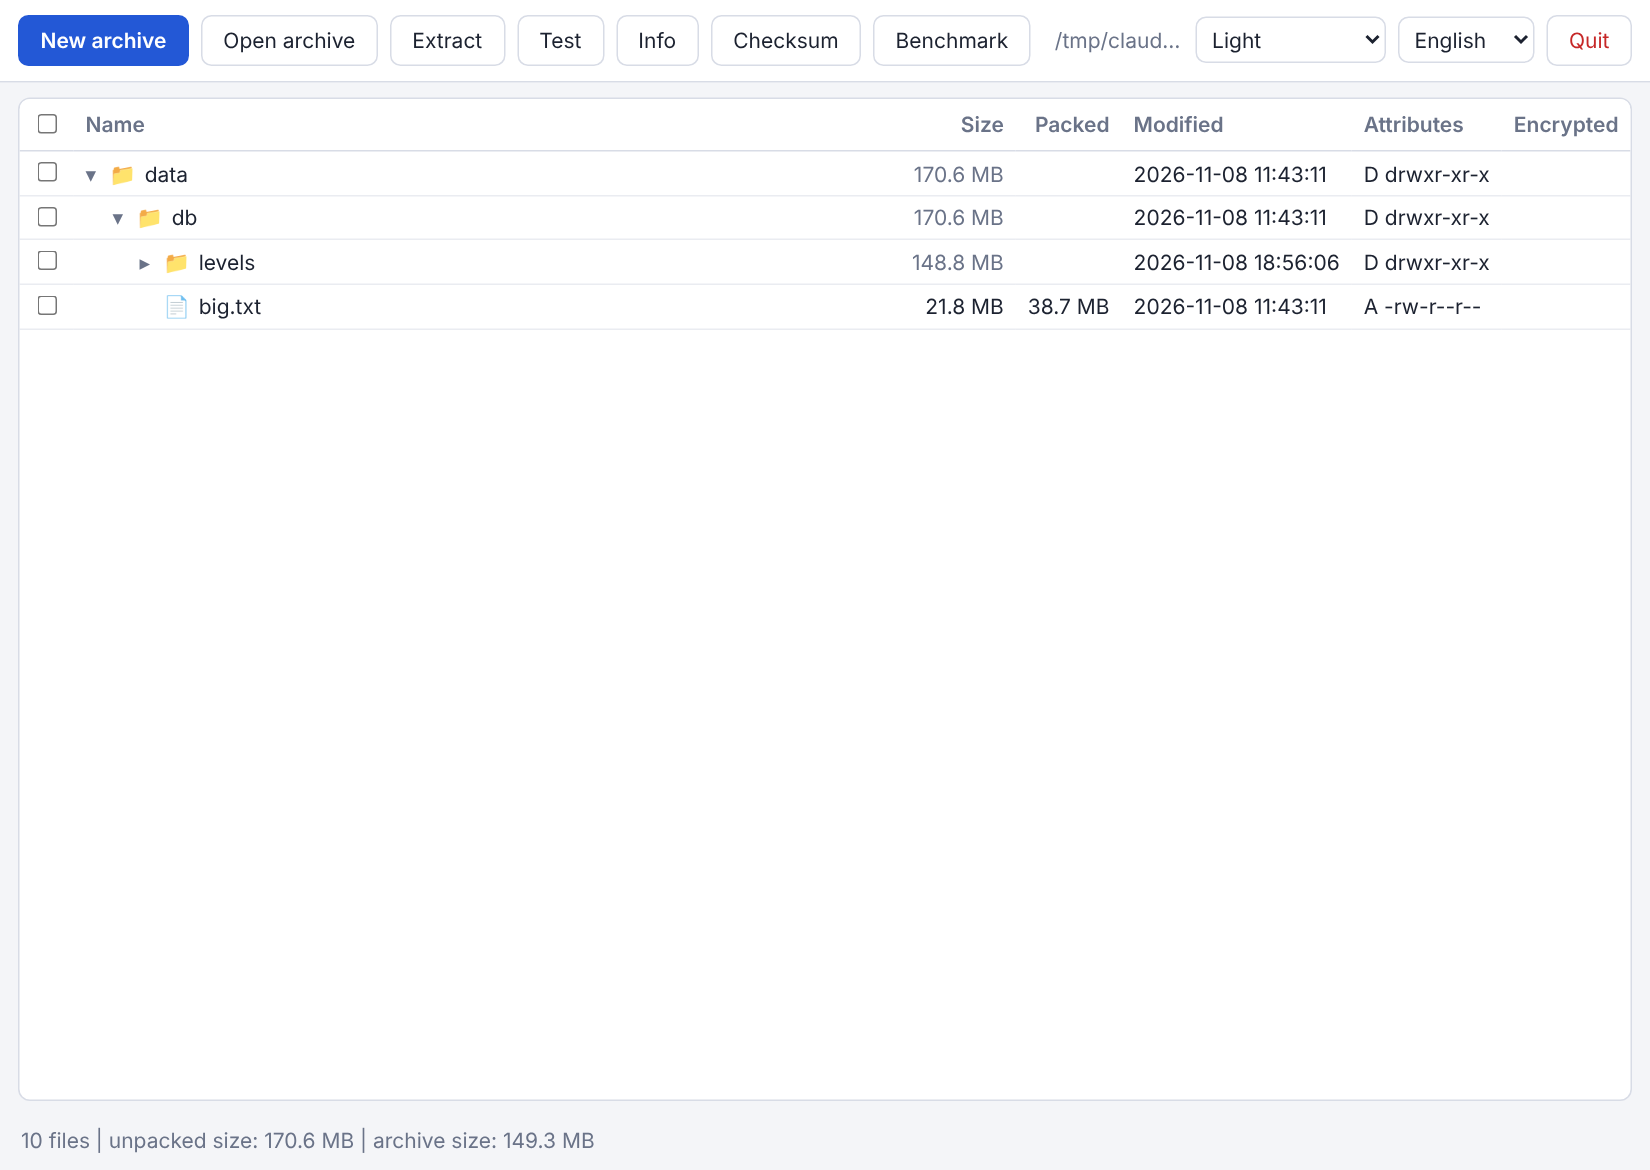 New archive Open archive Extract Test Info Checksum Benchmark /tmp/claud... Light English Quit
Name Size Packed Modified Attributes Encrypted
data 170.6 MB 2026-11-08 11:43:11 D drwxr-xr-x
db 170.6 MB 2026-11-08 11:43:11 D drwxr-xr-x
levels 148.8 MB 2026-11-08 18:56:06 D drwxr-xr-x
big.txt 21.8 MB 38.7 MB 2026-11-08 11:43:11 A -rw-r--r--
10 files | unpacked size: 170.6 MB | archive size: 149.3 MB